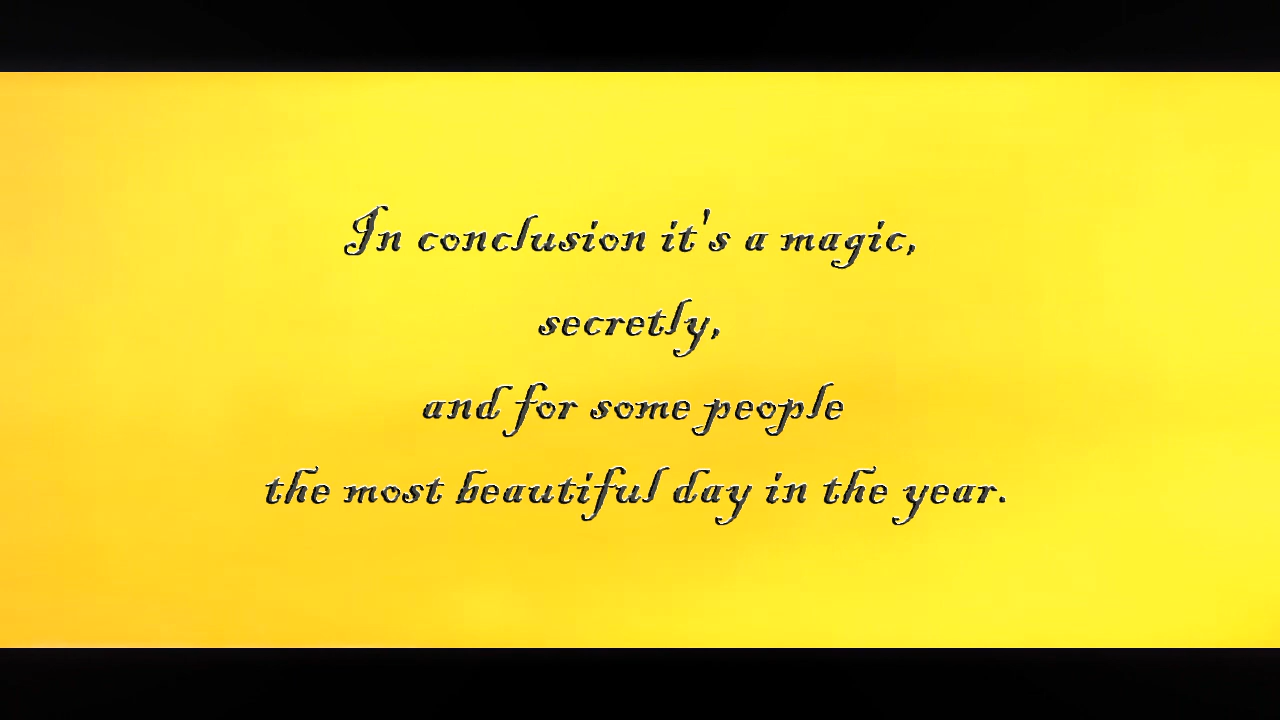 In conclusion it's a magic,
secretly,
and for some people
the most beautiful day in the year.